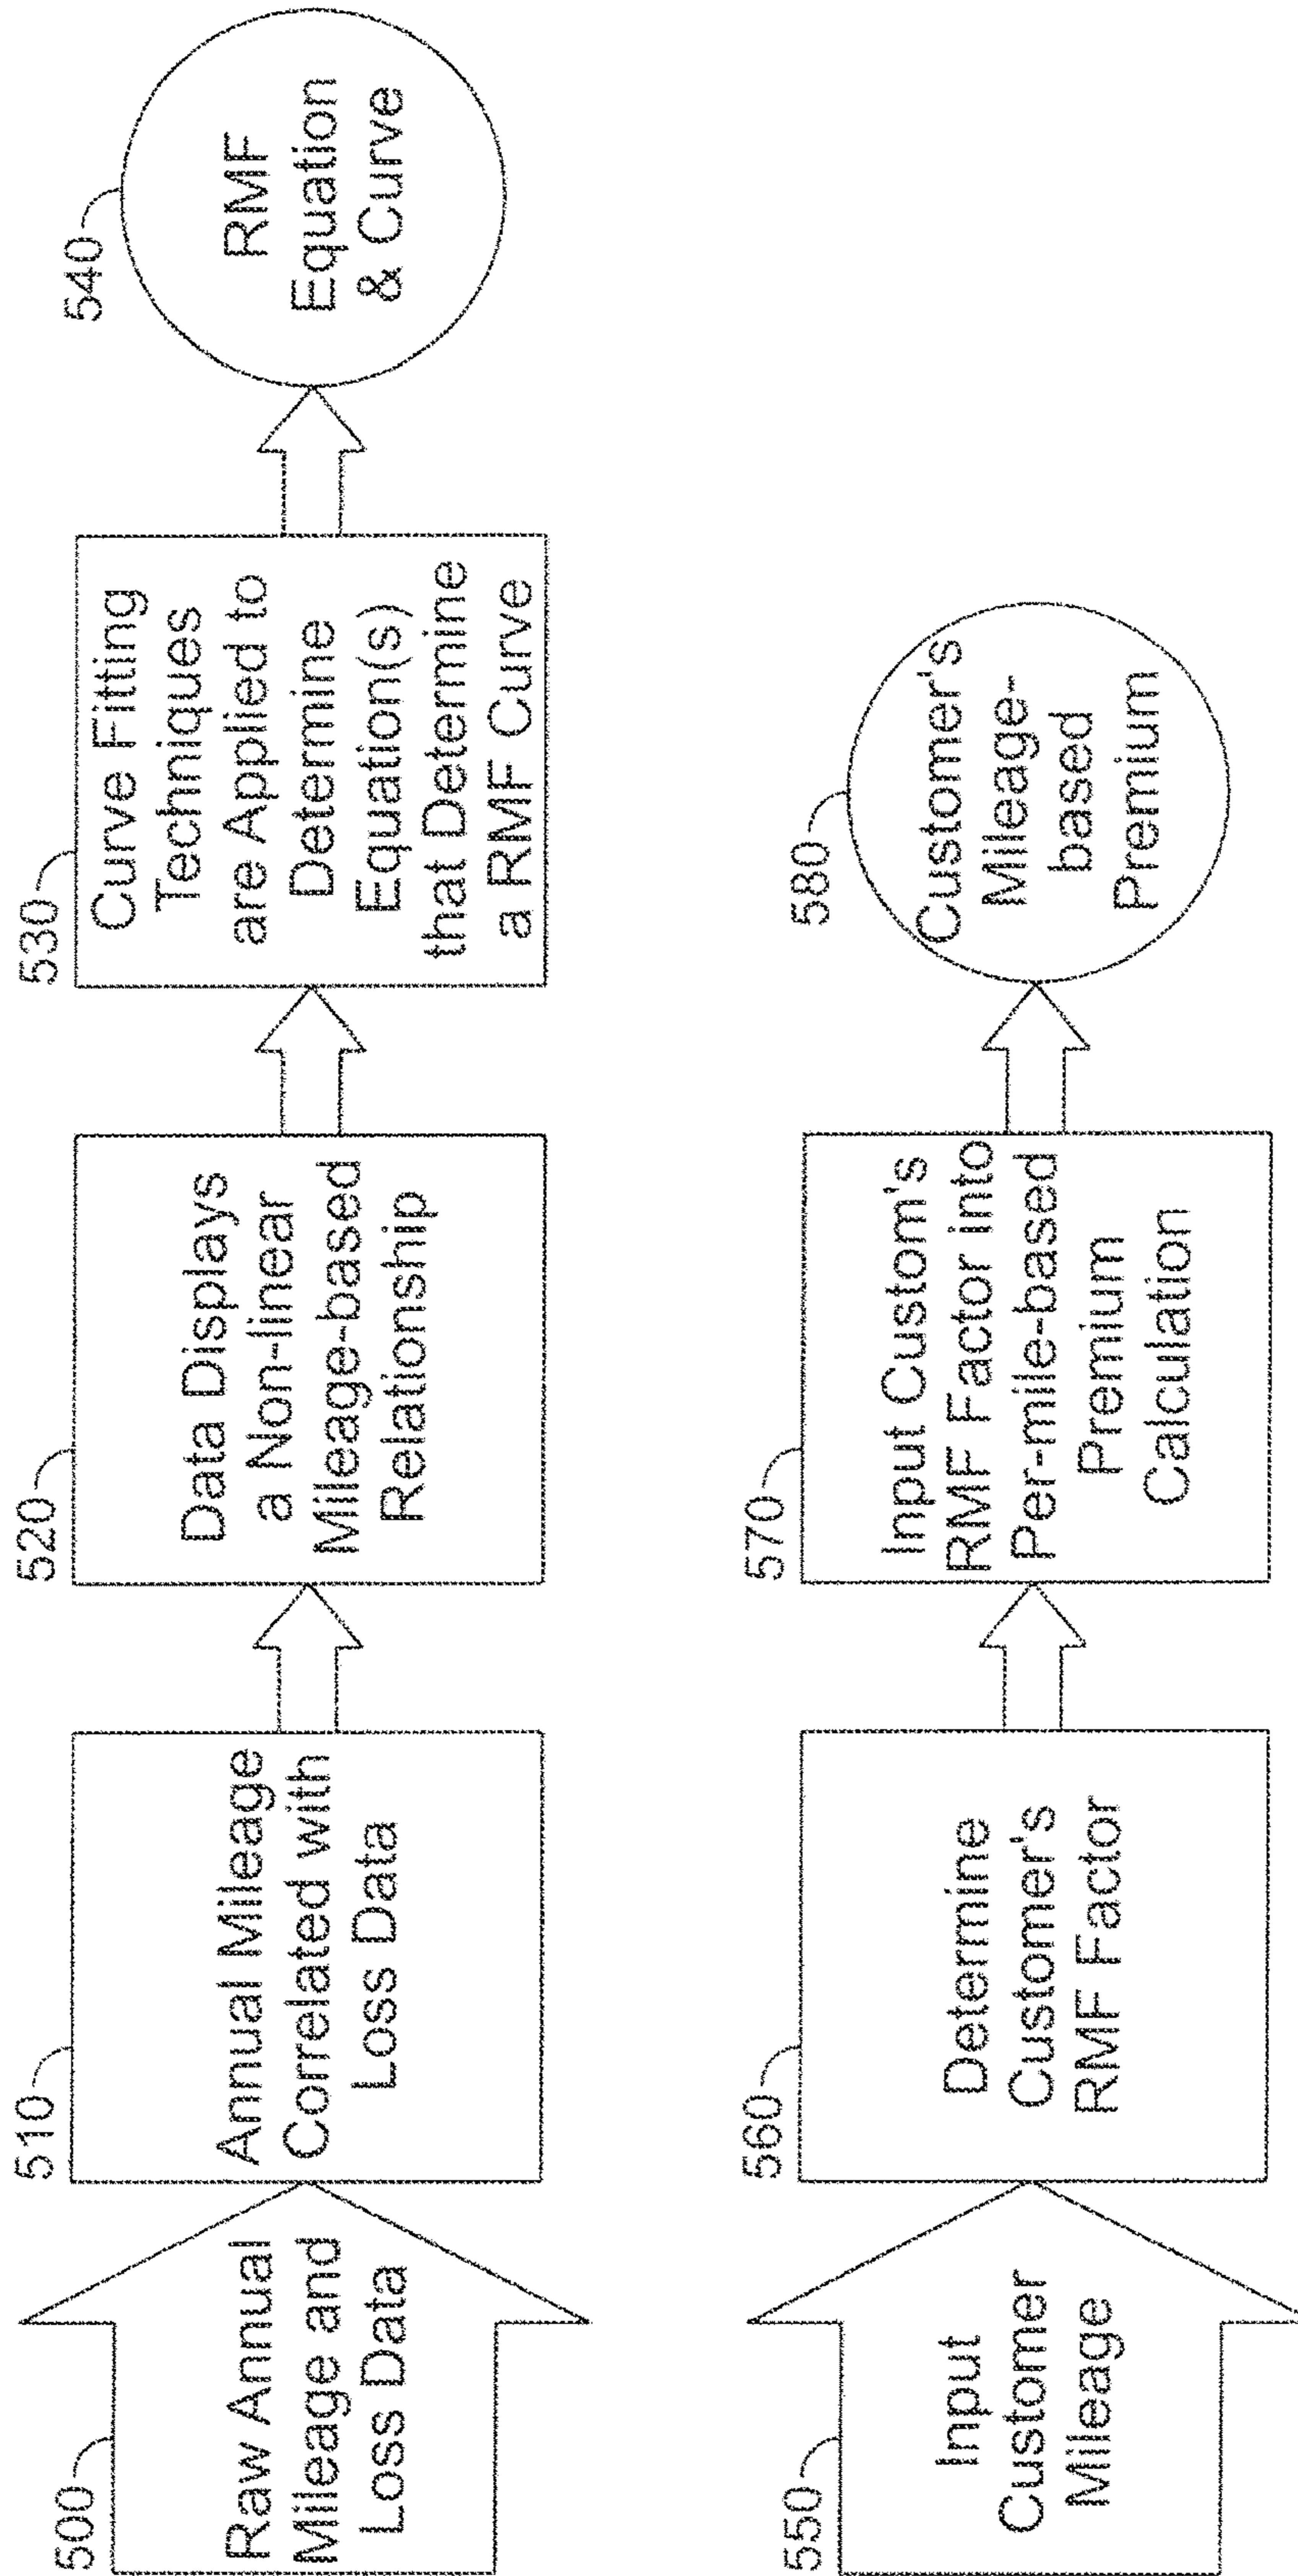 500
Raw Annual
Mileage and
Loss Data
510
Annual Mileage
Correlated with
Loss Data
520
Data Displays
a Non-linear
Mileage-based
Relationship
530
Curve Fitting
Techniques
are Applied to
Determine
Equation(s)
that Determine
a RMF Curve
540
RMF
Equation
& Curve
550
Input
Customer
Mileage
560
Determine
Customer's
RMF Factor
570
Input Custom's
RMF Factor into
Per-mile-based
Premium
Calculation
580
Customer's
Mileage-
based
Premium